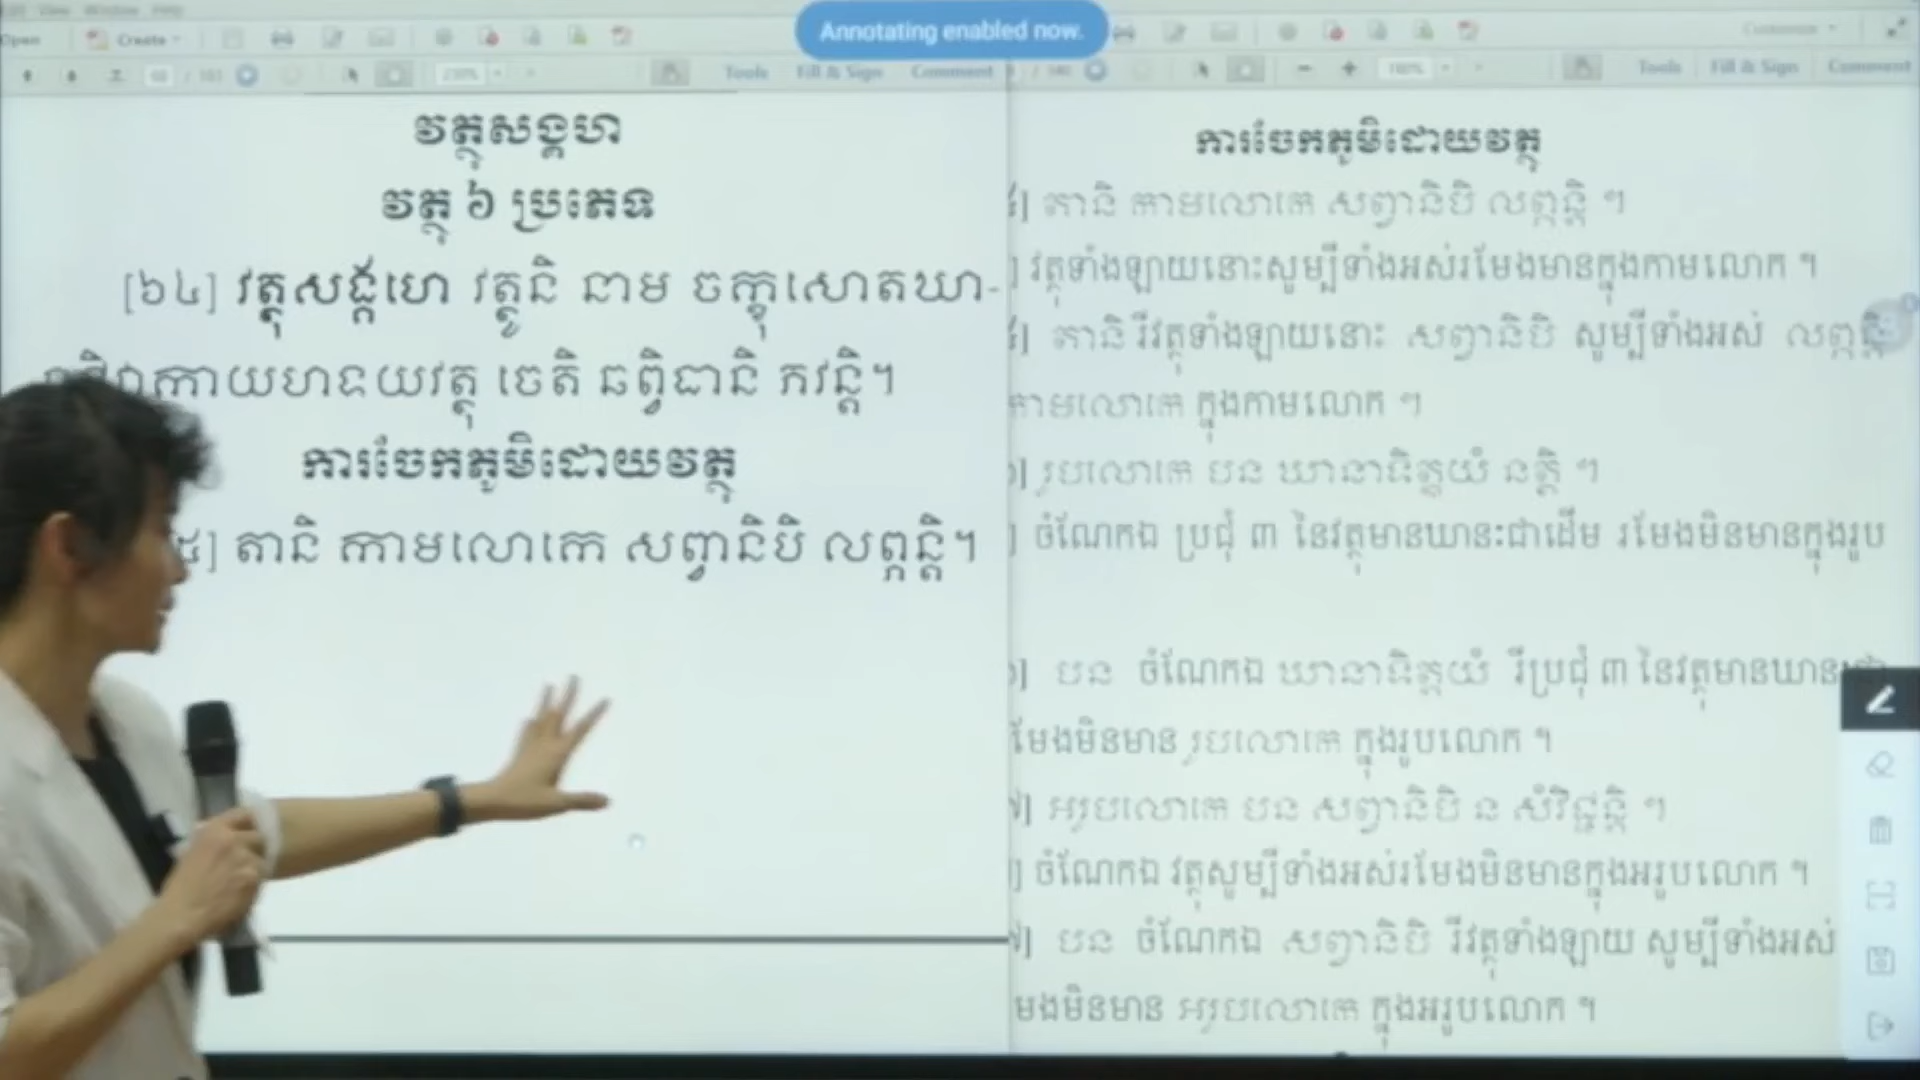 View Window Help
Annotating enabled now.
Open Create Customize
230% Tools Fill & Sign Comment
100% Tools Fill & Sign Comment
វត្ថុសង្គហ
វត្ថុ ៦ ប្រភេទ
[៦៤] វត្ថុសង្គហេ វត្ថូនិ នាម ចក្ខុសោតឃា-
កាយហទយវត្ថុ ចេតិ ឆព្វិធានិ ភវន្តិ។
ការចែកភូមិដោយវត្ថុ
៥] តានិ កាមលោកេ សព្វានិបិ លព្ភន្តិ។
ការចែកភូមិដោយវត្ថុ
] តានិ កាមលោកេ សព្វានិបិ លព្ភន្តិ ។
] វត្ថុទាំងឡាយនោះសូម្បីទាំងអស់រមែងមានក្នុងកាមលោក ។
] តានិ រីវត្ថុទាំងឡាយនោះ សព្វានិបិ សូម្បីទាំងអស់ លព្ភន្តិ
កាមលោកេ ក្នុងកាមលោក ។
] រូបលោកេ បន ឃានាទិត្តយំ នត្ថិ ។
] ចំណែកឯ ប្រជុំ ៣ នៃវត្ថុមានឃានះជាដើម រមែងមិនមានក្នុងរូប
] បន ចំណែកឯ ឃានាទិត្តយំ រីប្រជុំ ៣ នៃវត្ថុមានឃានះជា
មែងមិនមាន រូបលោកេ ក្នុងរូបលោក ។
] អរូបលោកេ បន សព្វានិបិ ន សំវិជ្ជន្តិ ។
] ចំណែកឯ វត្ថុសូម្បីទាំងអស់រមែងមិនមានក្នុងអរូបលោក ។
] បន ចំណែកឯ សព្វានិបិ រីវត្ថុទាំងឡាយ សូម្បីទាំងអស់
មែងមិនមាន អរូបលោកេ ក្នុងអរូបលោក ។